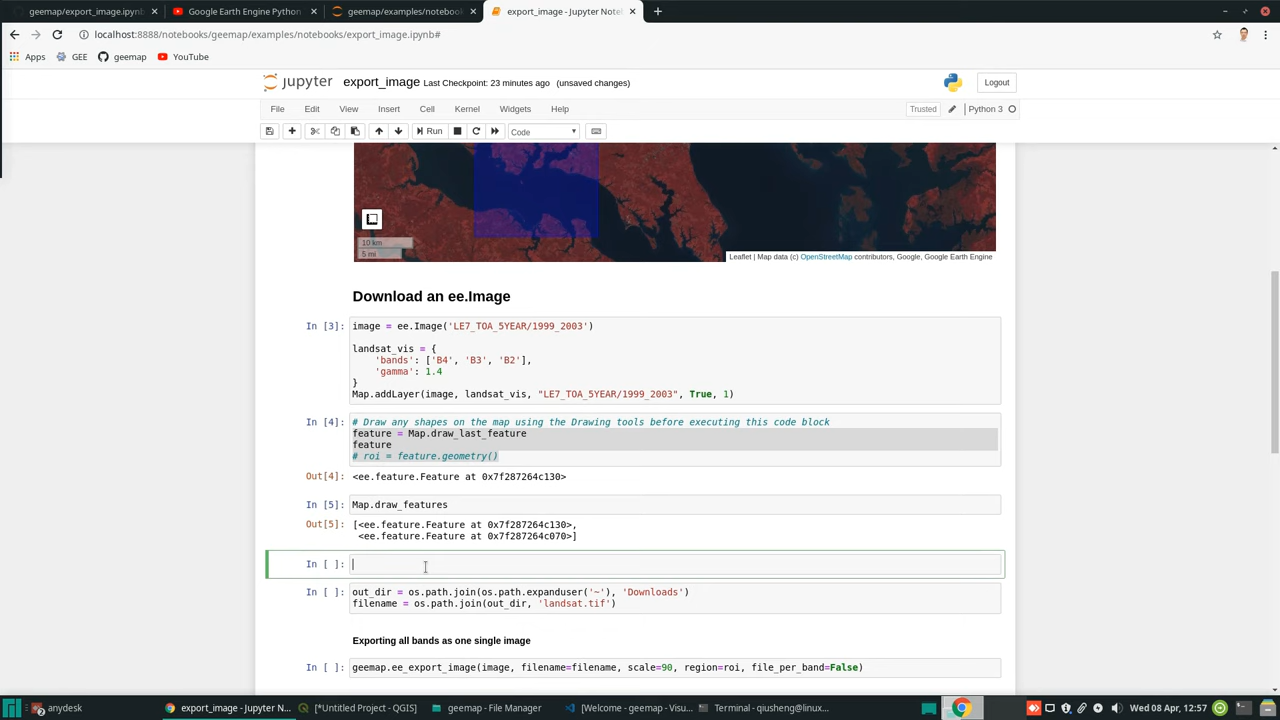 geemap/export_image.ipynb
Google Earth Engine Python
geemap/examples/notebook
export_image - Jupyter Note
localhost:8888/notebooks/geemap/examples/notebooks/export_image.ipynb#
Apps GEE geemap YouTube
jupyter export_image Last Checkpoint: 23 minutes ago (unsaved changes) Logout
File Edit View Insert Cell Kernel Widgets Help Trusted Python 3
Run Code
10 km
5 mi
Leaflet | Map data (c) OpenStreetMap contributors, Google, Google Earth Engine
Download an ee.Image
In [3]: image = ee.Image('LE7_TOA_5YEAR/1999_2003')
landsat_vis = {
'bands': ['B4', 'B3', 'B2'],
'gamma': 1.4
}
Map.addLayer(image, landsat_vis, "LE7_TOA_5YEAR/1999_2003", True, 1)
In [4]: # Draw any shapes on the map using the Drawing tools before executing this code block
feature = Map.draw_last_feature
feature
# roi = feature.geometry()
Out[4]: <ee.feature.Feature at 0x7f287264c130>
In [5]: Map.draw_features
Out[5]: [<ee.feature.Feature at 0x7f287264c130>,
<ee.feature.Feature at 0x7f287264c070>]
In [ ]:
In [ ]: out_dir = os.path.join(os.path.expanduser('~'), 'Downloads')
filename = os.path.join(out_dir, 'landsat.tif')
Exporting all bands as one single image
In [ ]: geemap.ee_export_image(image, filename=filename, scale=90, region=roi, file_per_band=False)
anydesk export_image - Jupyter N... [*Untitled Project - QGIS] geemap - File Manager [Welcome - geemap - Visu... Terminal - qiusheng@linux... Wed 08 Apr, 12:57